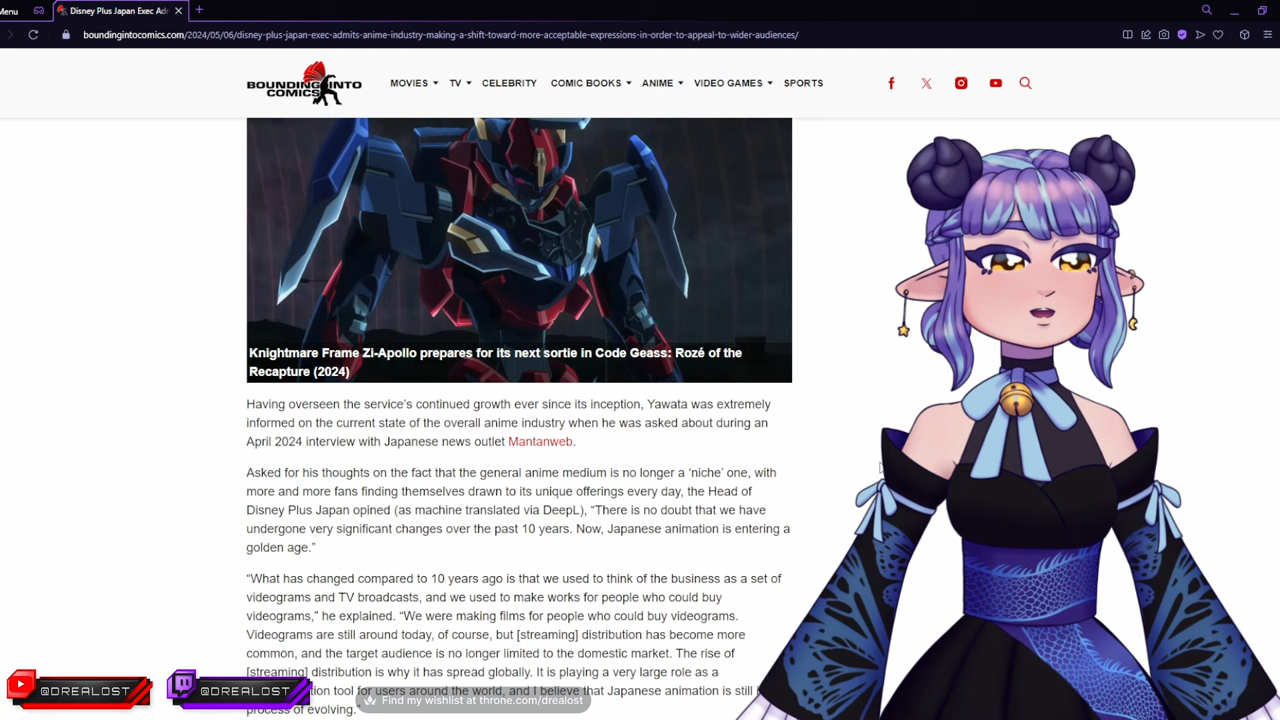 Menu
Disney Plus Japan Exec Ad
boundingintocomics.com/2024/05/06/disney-plus-japan-exec-admits-anime-industry-making-a-shift-toward-more-acceptable-expressions-in-order-to-appeal-to-wider-audiences/
BOUNDING INTO
COMICS
MOVIES TV CELEBRITY COMIC BOOKS ANIME VIDEO GAMES SPORTS
Knightmare Frame Zi-Apollo prepares for its next sortie in Code Geass: Rozé of the
Recapture (2024)
Having overseen the service's continued growth ever since its inception, Yawata was extremely
informed on the current state of the overall anime industry when he was asked about during an
April 2024 interview with Japanese news outlet Mantanweb.
Asked for his thoughts on the fact that the general anime medium is no longer a ‘niche’ one, with
more and more fans finding themselves drawn to its unique offerings every day, the Head of
Disney Plus Japan opined (as machine translated via DeepL), “There is no doubt that we have
undergone very significant changes over the past 10 years. Now, Japanese animation is entering a
golden age.”
“What has changed compared to 10 years ago is that we used to think of the business as a set of
videograms and TV broadcasts, and we used to make works for people who could buy
videograms,” he explained. “We were making films for people who could buy videograms.
Videograms are still around today, of course, but [streaming] distribution has become more
common, and the target audience is no longer limited to the domestic market. The rise of
[streaming] distribution is why it has spread globally. It is playing a very large role as a
tion tool for users around the world, and I believe that Japanese animation is still
process of evolving.”
@DREALOST
@DREALOST
Find my wishlist at throne.com/drealost